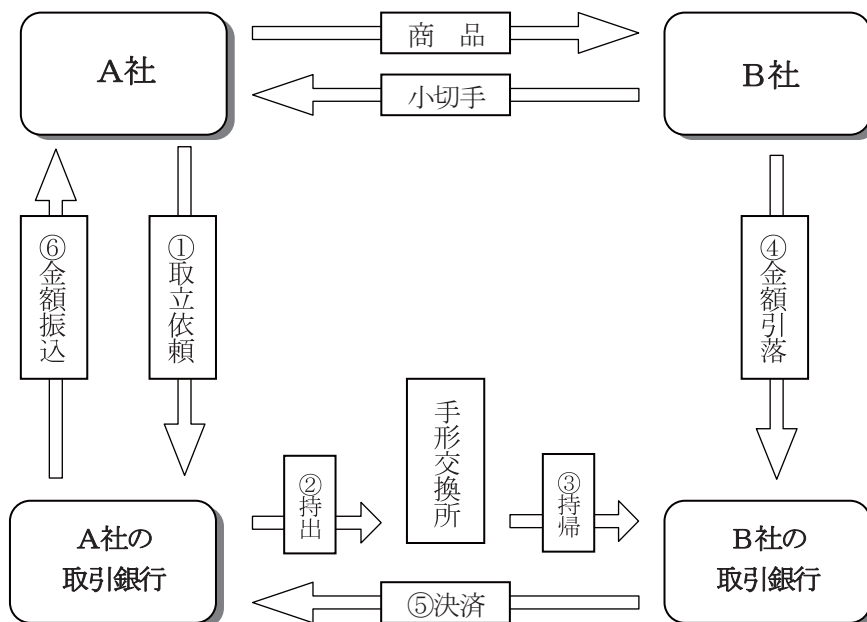 商　品
A社
B社
小切手
⑥金額振込
①取立依頼
④金額引落
手形交換所
②持出
③持帰
A社の
取引銀行
B社の
取引銀行
⑤決済